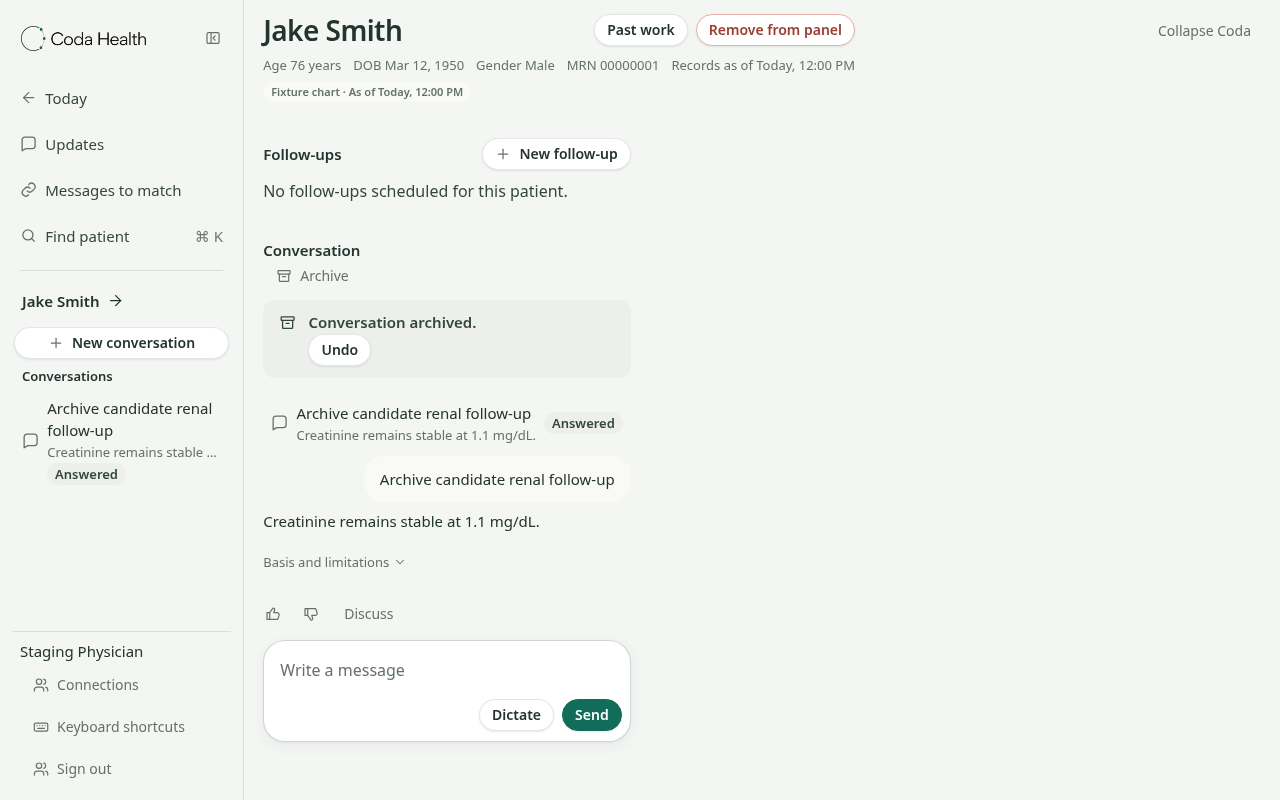 Coda Health
Today
Updates
Messages to match
Find patient ⌘ K
Jake Smith
New conversation
Conversations
Archive candidate renal
follow-up
Creatinine remains stable ...
Answered
Staging Physician
Connections
Keyboard shortcuts
Sign out
Jake Smith
Past work
Remove from panel
Collapse Coda
Age 76 years DOB Mar 12, 1950 Gender Male MRN 00000001 Records as of Today, 12:00 PM
Fixture chart · As of Today, 12:00 PM
Follow-ups
New follow-up
No follow-ups scheduled for this patient.
Conversation
Archive
Conversation archived.
Undo
Archive candidate renal follow-up
Creatinine remains stable at 1.1 mg/dL.
Answered
Archive candidate renal follow-up
Creatinine remains stable at 1.1 mg/dL.
Basis and limitations
Discuss
Write a message
Dictate
Send